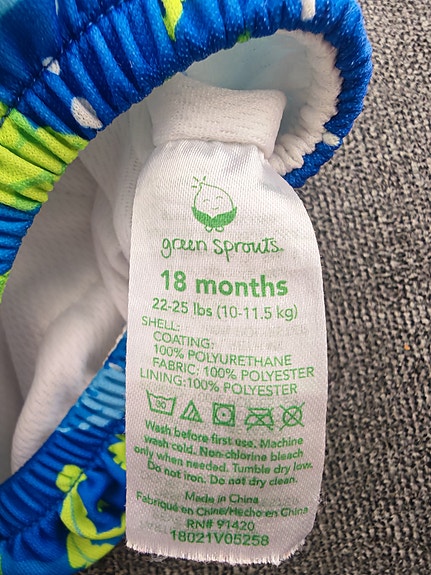 green sprouts
18 months
22-25 lbs (10-11.5 kg)
SHELL:
COATING:
100% POLYURETHANE
FABRIC: 100% POLYESTER
LINING:100% POLYESTER
30
Wash before first use. Machine
wash cold. Non-chlorine bleach
only when needed. Tumble dry low.
Do not iron. Do not dry clean.
Made in China
Fabriqué en Chine/Hecho en China
RN# 91420
18021V05258